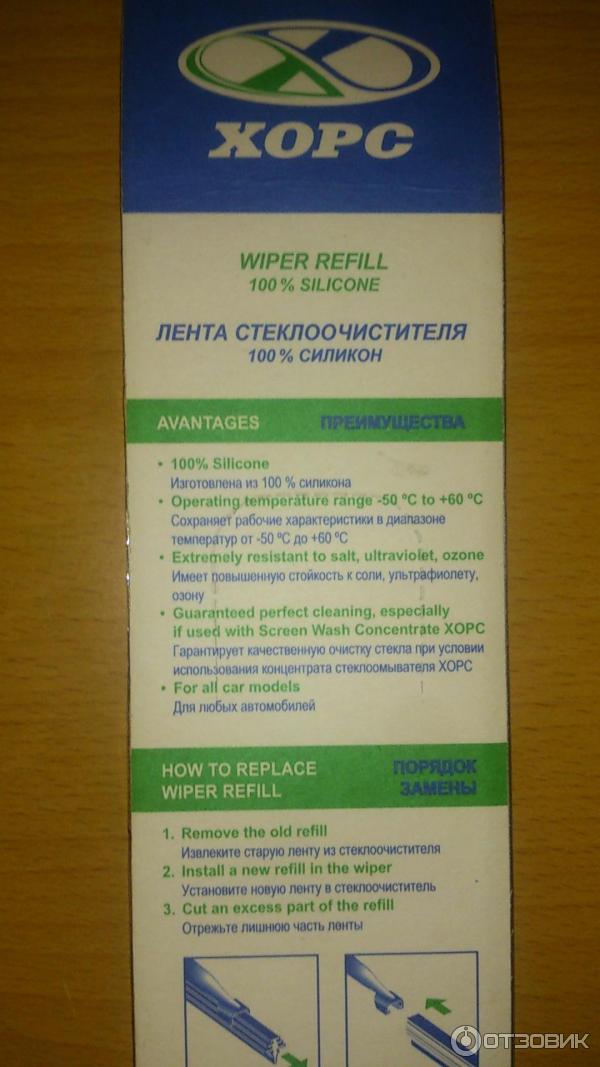 ХОРС
WIPER REFILL
100 % SILICONE
ЛЕНТА СТЕКЛООЧИСТИТЕЛЯ
100 % СИЛИКОН
AVANTAGES ПРЕИМУЩЕСТВА
• 100% Silicone
Изготовлена из 100 % силикона
• Operating temperature range -50 ºC to +60 ºC
Сохраняет рабочие характеристики в диапазоне
температур от -50 ºC до +60 ºC
• Extremely resistant to salt, ultraviolet, ozone
Имеет повышенную стойкость к соли, ультрафиолету,
озону
• Guaranteed perfect cleaning, especially
if used with Screen Wash Concentrate ХОРС
Гарантирует качественную очистку стекла при условии
использования концентрата стеклоомывателя ХОРС
• For all car models
Для любых автомобилей
HOW TO REPLACE ПОРЯДОК
WIPER REFILL ЗАМЕНЫ
1. Remove the old refill
Извлеките старую ленту из стеклоочистителя
2. Install a new refill in the wiper
Установите новую ленту в стеклоочиститель
3. Cut an excess part of the refill
Отрежьте лишнюю часть ленты
ОТЗОВИК